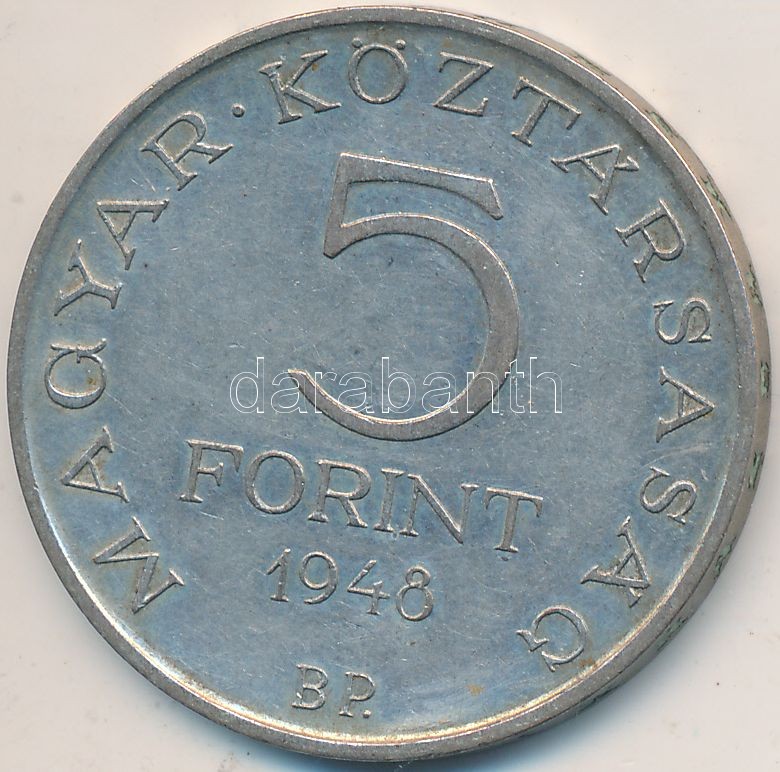 MAGYAR · KÖZTÁRSASÁG
5
FORINT
1948
BP.
darabanth